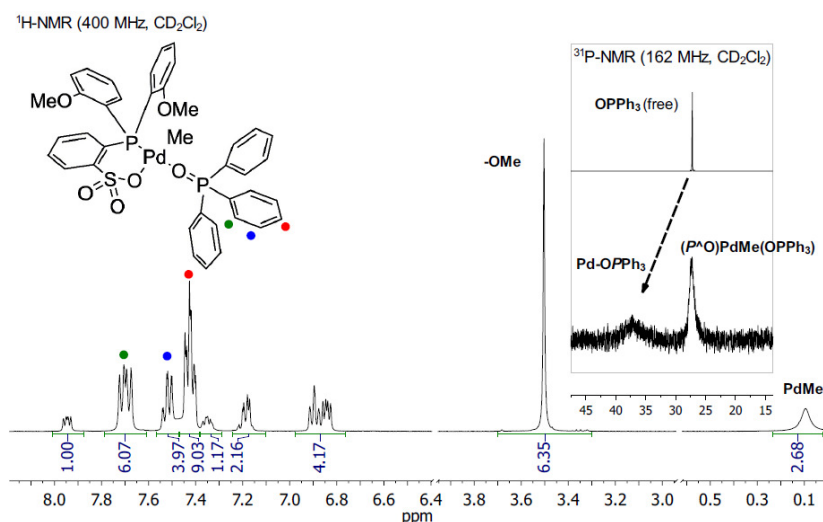 ¹H-NMR (400 MHz, CD₂Cl₂)
³¹P-NMR (162 MHz, CD₂Cl₂)
OPPh₃ (free)
MeO
OMe
P
Me
Pd
O
P
S
O
O
O
-OMe
Pd-OPPh₃
(P^O)PdMe(OPPh₃)
45 40 35 30 25 20 15
PdMe
1.00
6.07
3.97
9.03
1.17
2.16
4.17
6.35
2.68
8.0 7.8 7.6 7.4 7.2 7.0 6.8 6.6 6.4 3.8 3.6 3.4 3.2 3.0 0.5 0.3 0.1
ppm ppm ppm